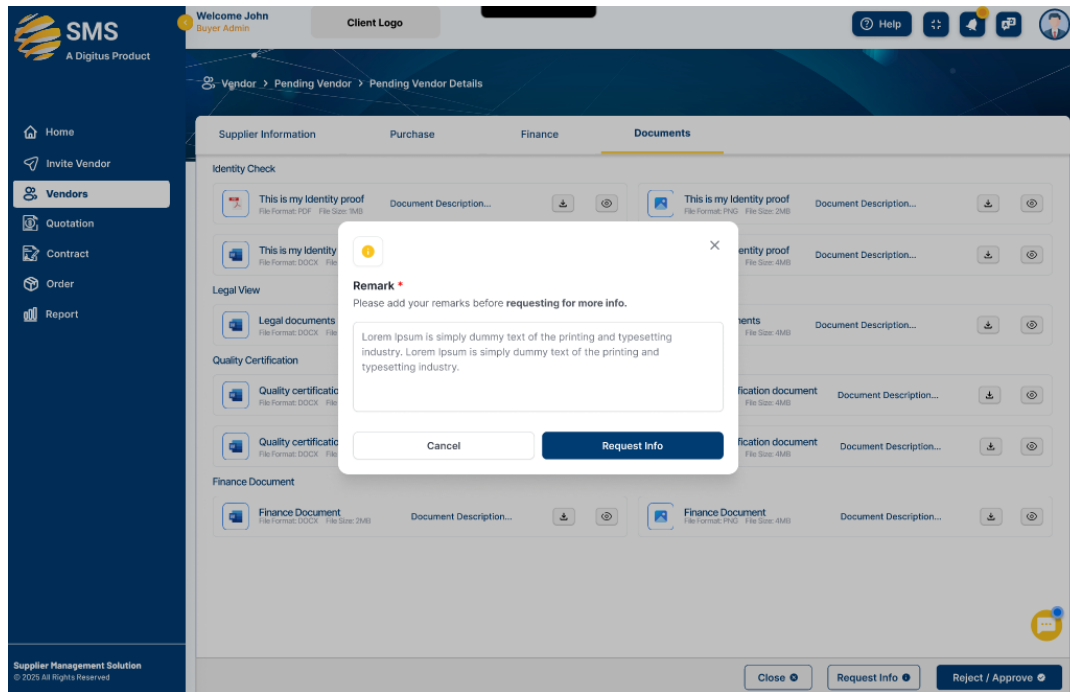 SMS
A Digitus Product
Welcome John
Buyer Admin
Client Logo
Help
Vendor > Pending Vendor > Pending Vendor Details
Home
Invite Vendor
Vendors
Quotation
Contract
Order
Report
Supplier Information Purchase Finance Documents
Identity Check
This is my Identity proof
File Format: PDF File Size: 1MB
Document Description...
This is my Identity proof
File Format: PNG File Size: 2MB
Document Description...
This is my Identity
File Format: DOCX File
entity proof
File Size: 4MB
Document Description...
Legal View
Legal documents
File Format: DOCX File
File Size: 4MB
Document Description...
Quality Certification
Quality certification
File Format: DOCX File
fication document
File Size: 4MB
Document Description...
Quality certificatio
File Format: DOCX File
fication document
File Size: 4MB
Document Description...
Finance Document
Finance Document
File Format: DOCX File Size: 2MB
Document Description...
Finance Document
File Format: PNG File Size: 4MB
Document Description...
Remark *
Please add your remarks before requesting for more info.
Lorem Ipsum is simply dummy text of the printing and typesetting
industry. Lorem Ipsum is simply dummy text of the printing and
typesetting industry.
Cancel
Request Info
Supplier Management Solution
© 2025 All Rights Reserved
Close
Request Info
Reject / Approve